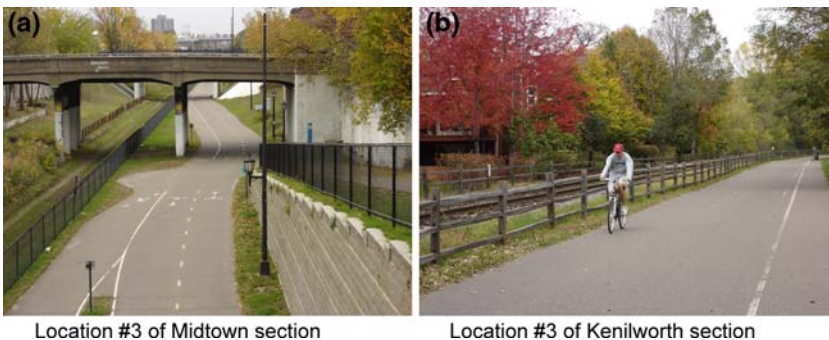 (a)
(b)
Location #3 of Midtown section
Location #3 of Kenilworth section